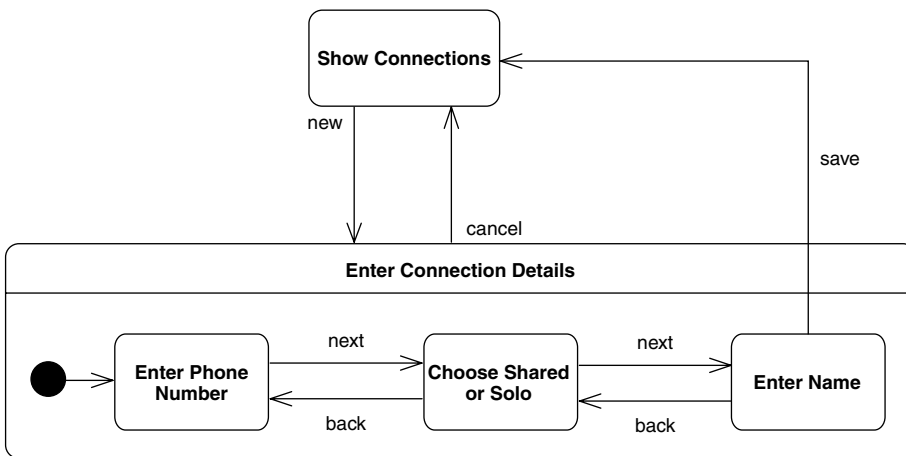 Show Connections
new
save
cancel
Enter Connection Details
next
next
Enter Phone
Number
Choose Shared
or Solo
Enter Name
back
back